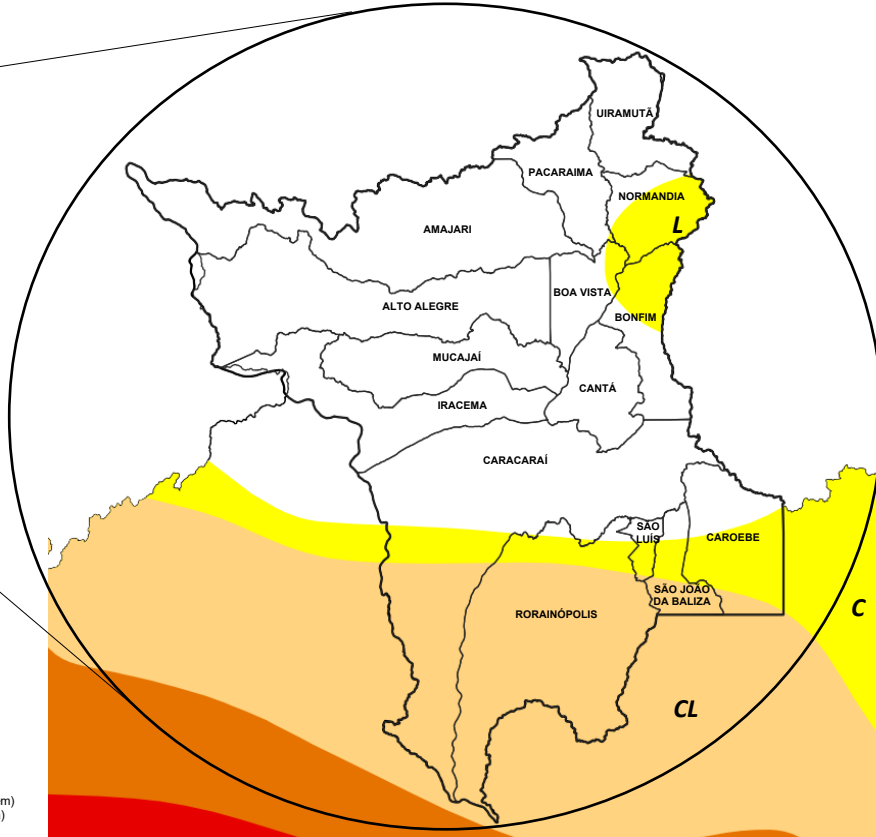 UIRAMUTÃ
PACARAIMA
NORMANDIA
L
AMAJARI
BOA VISTA
ALTO ALEGRE
BONFIM
MUCAJAÍ
CANTÁ
IRACEMA
CARACARAÍ
SÃO
LUÍS
CAROEBE
SÃO JOÃO
DA BALIZA
C
RORAINÓPOLIS
CL
em)
)